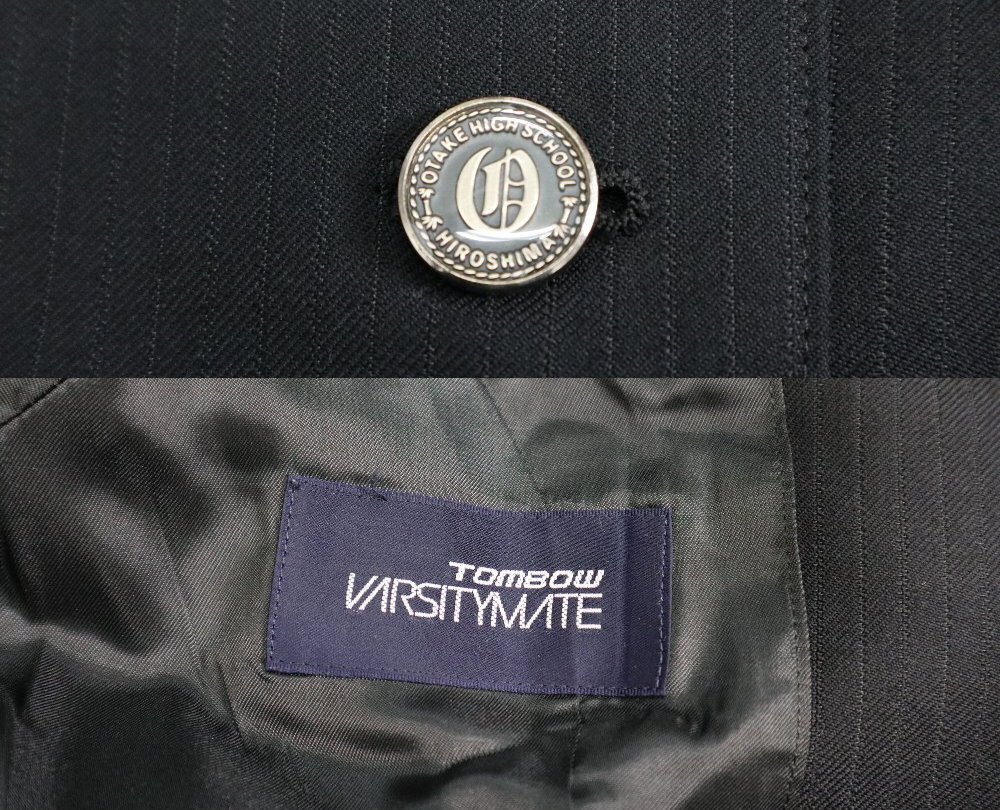 OTAKE HIGH SCHOOL
O
HIROSHIMA
TOMBOW
VARSITYMATE